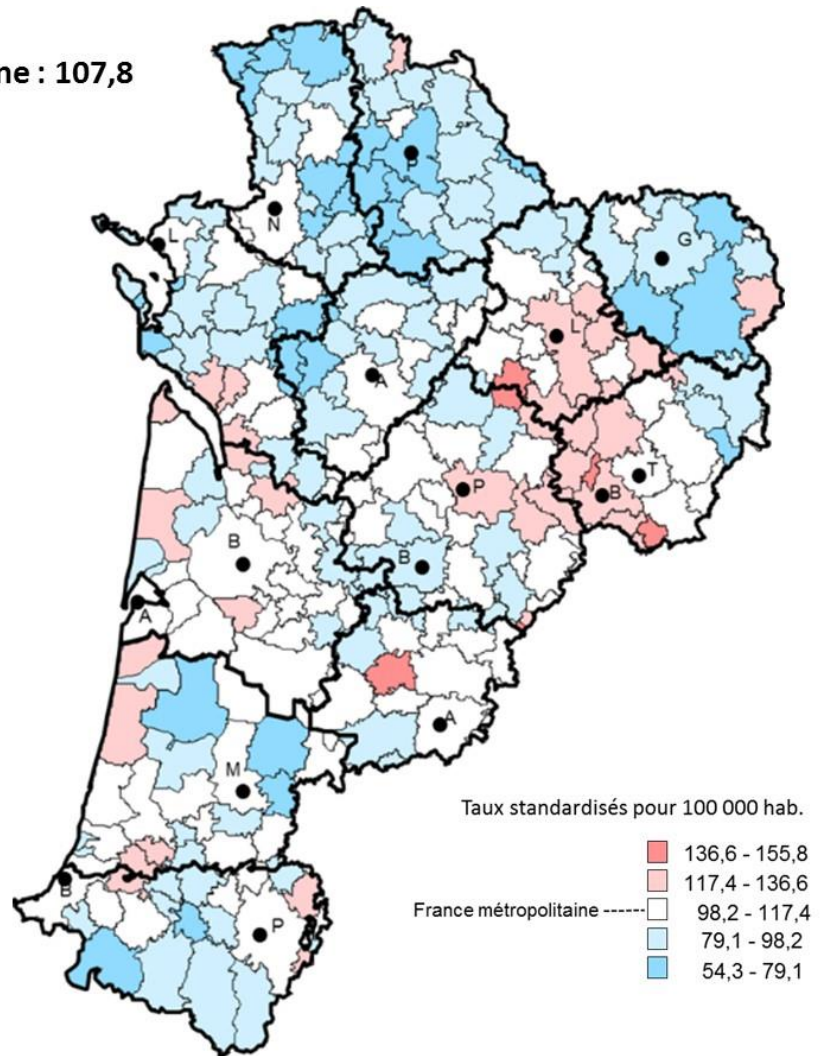 ne : 107,8
P
N
L
G
L
A
T
P
B
B
B
A
A
M
B
P
Taux standardisés pour 100 000 hab.
136,6 - 155,8
117,4 - 136,6
France métropolitaine ------ 98,2 - 117,4
79,1 - 98,2
54,3 - 79,1